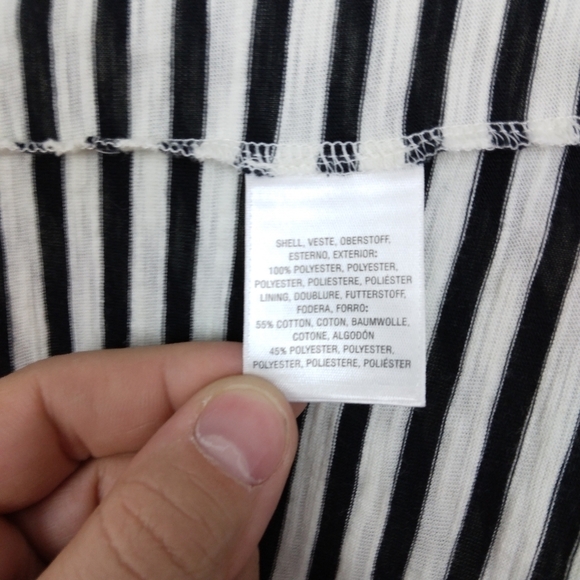 SHELL, VESTE, OBERSTOFF,
ESTERNO, EXTERIOR:
100% POLYESTER, POLYESTER,
POLYESTER, POLIESTERE, POLIÉSTER
LINING, DOUBLURE, FUTTERSTOFF,
FODERA, FORRO:
55% COTTON, COTON, BAUMWOLLE,
COTONE, ALGODÓN
45% POLYESTER, POLYESTER,
POLYESTER, POLIESTERE, POLIÉSTER